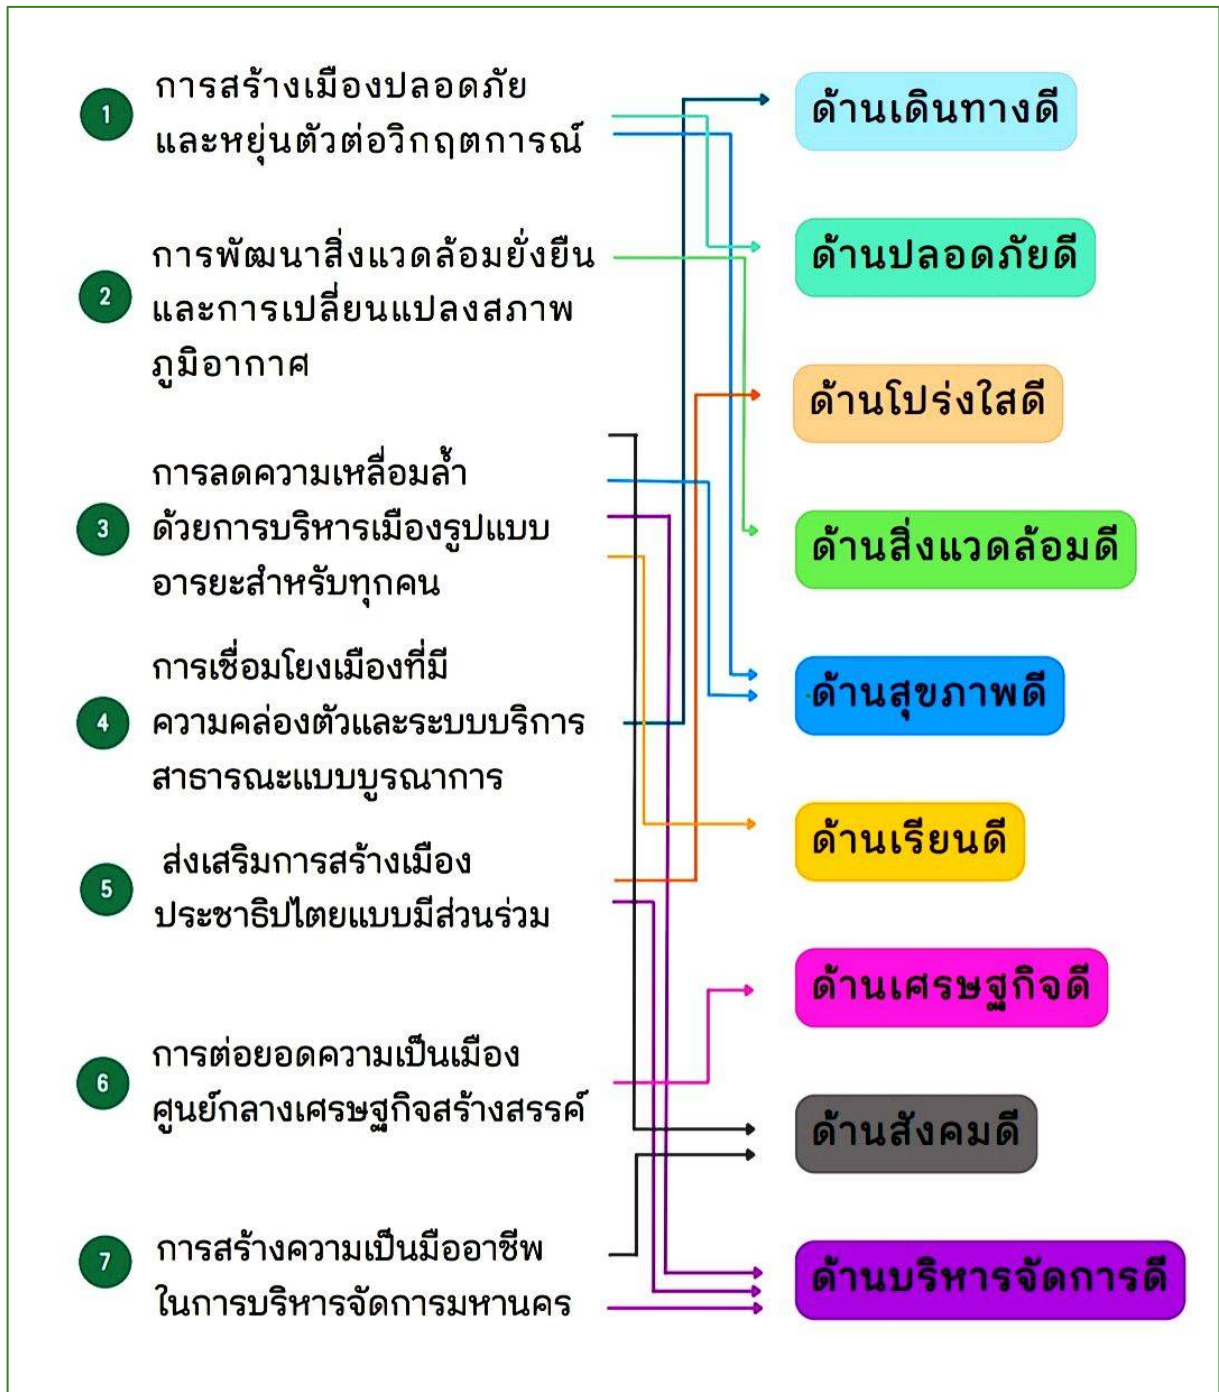 1
การสร้างเมืองปลอดภัย
และหยุ่นตัวต่อวิกฤตการณ์
2
การพัฒนาสิ่งแวดล้อมยั่งยืน
และการเปลี่ยนแปลงสภาพ
ภูมิอากาศ
3
การลดความเหลื่อมล้ำ
ด้วยการบริหารเมืองรูปแบบ
อารยะสำหรับทุกคน
4
การเชื่อมโยงเมืองที่มี
ความคล่องตัวและระบบบริการ
สาธารณะแบบบูรณาการ
5
ส่งเสริมการสร้างเมือง
ประชาธิปไตยแบบมีส่วนร่วม
6
การต่อยอดความเป็นเมือง
ศูนย์กลางเศรษฐกิจสร้างสรรค์
7
การสร้างความเป็นมืออาชีพ
ในการบริหารจัดการมหานคร
ด้านเดินทางดี
ด้านปลอดภัยดี
ด้านโปร่งใสดี
ด้านสิ่งแวดล้อมดี
ด้านสุขภาพดี
ด้านเรียนดี
ด้านเศรษฐกิจดี
ด้านสังคมดี
ด้านบริหารจัดการดี